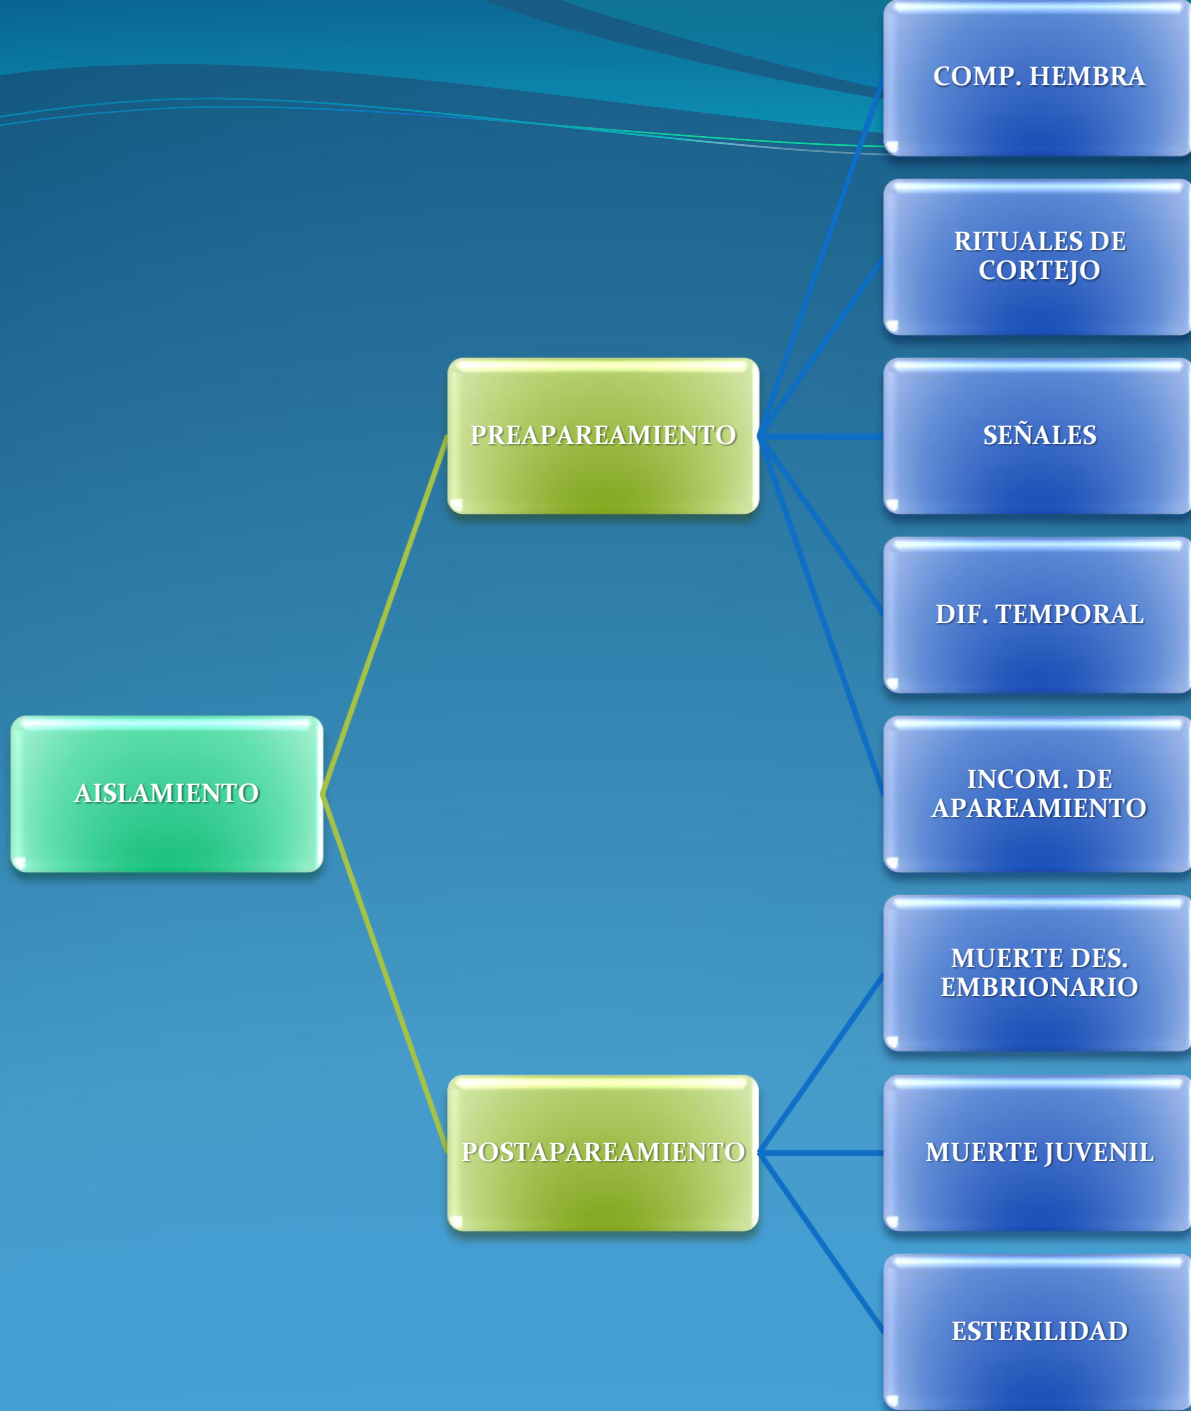 COMP. HEMBRA
RITUALES DE
CORTEJO
PREAPAREAMIENTO
SEÑALES
DIF. TEMPORAL
AISLAMIENTO
INCOM. DE
APAREAMIENTO
MUERTE DES.
EMBRIONARIO
POSTAPAREAMIENTO
MUERTE JUVENIL
ESTERILIDAD